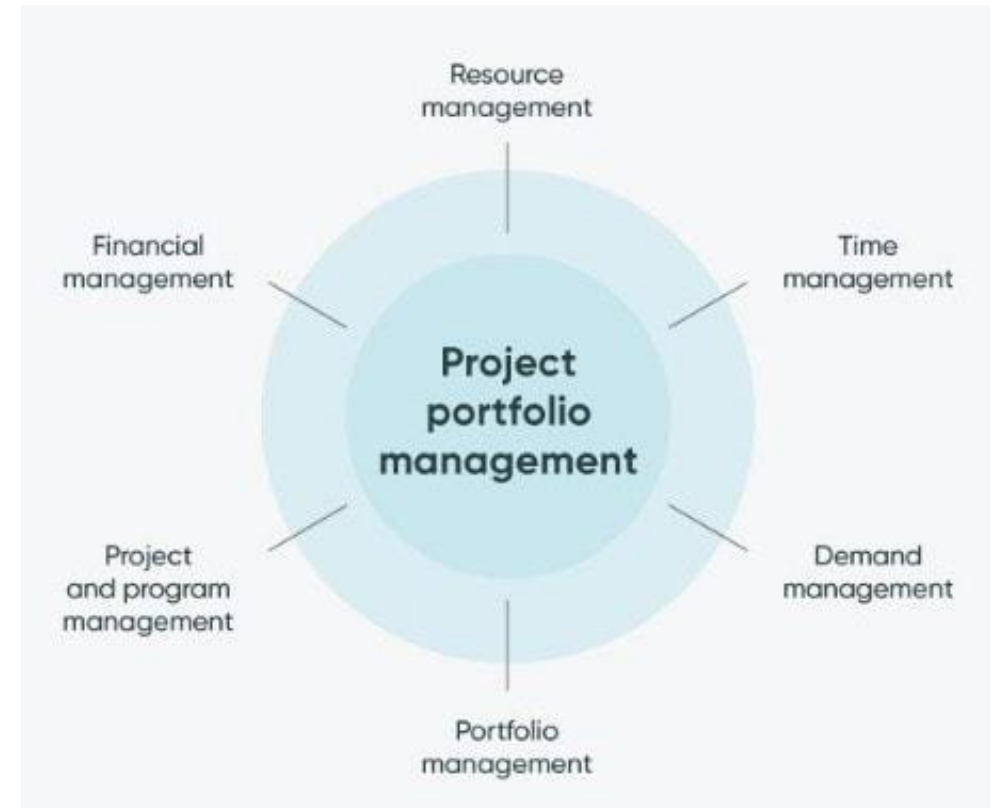 Resource
management
Financial
management
Time
management
Project
portfolio
management
Project
and program
management
Demand
management
Portfolio
management